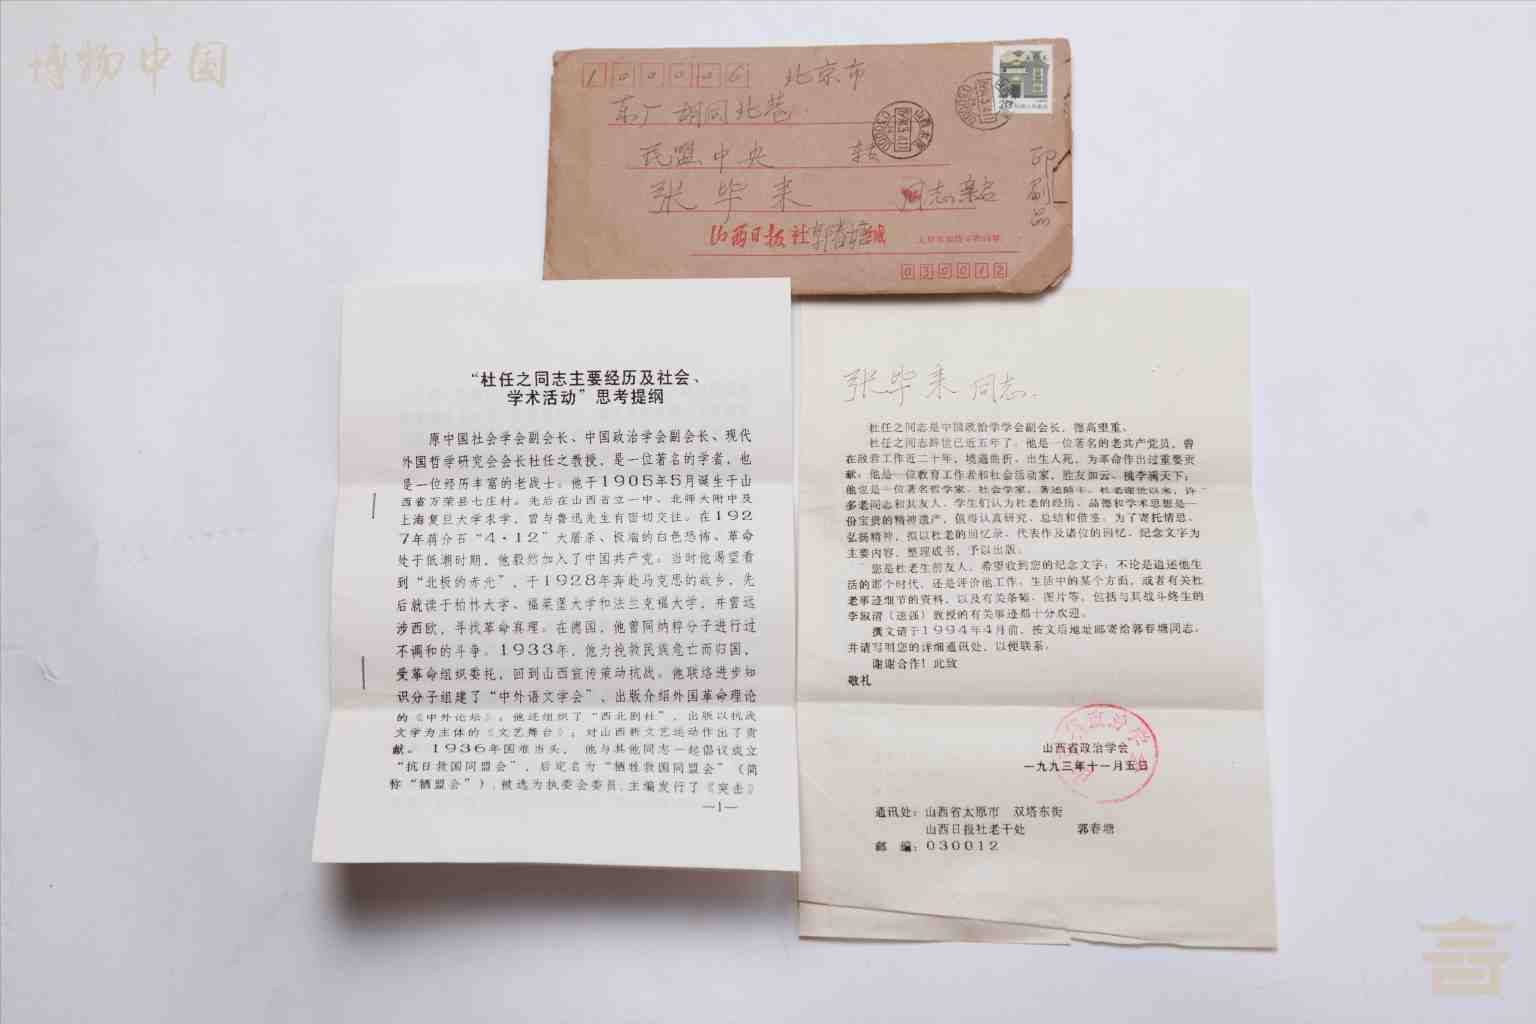 博物中国
100006 北京市
东厂胡同北巷
民盟中央 转
张毕来 同志亲启
印刷品
山西日报社郭春塘缄
030012
“杜任之同志主要经历及社会、
学术活动”思考提纲
原中国社会学会副会长、中国政治学会副会长、现代
外国哲学研究会会长杜任之教授，是一位著名的学者，也
是一位经历丰富的老战士。他于1905年5月诞生于山
西省万荣县七庄村。先后在山西省立一中、北师大附中及
上海复旦大学求学，曾与鲁迅先生有密切交往。在192
7年蒋介石“4·12”大屠杀、极端的白色恐怖、革命
处于低潮时期，他毅然加入了中国共产党。当时他渴望看
到“北极的赤光”，于1928年奔赴马克思的故乡，先
后就读于柏林大学、福莱堡大学和法兰克福大学，并曾远
涉西欧，寻找革命真理。在德国，他曾同纳粹分子进行过
不调和的斗争。1933年，他为挽救民族危亡而归国，
受革命组织委托，回到山西宣传策动抗战。他联络进步知
识分子组建了“中外语文学会”，出版介绍外国革命理论
的《中外论坛》；他还组织了“西北剧社”，出版以抗战
文学为主体的《文艺舞台》；对山西新文艺运动作出了贡
献。1936年国难当头，他与其他同志一起倡议成立
“抗日救国同盟会”，后定名为“牺牲救国同盟会”（简
称“牺盟会”），被选为执委会委员，主编发行了《突击》
—1—
张毕来同志：
杜任之同志是中国政治学学会副会长，德高望重。
杜任之同志辞世已近五年了。他是一位著名的老共产党员，曾
在敌营工作近二十年，境遇曲折、出生入死，为革命作出过重要贡
献；他是一位教育工作者和社会活动家，胜友如云、桃李满天下；
他也是一位著名哲学家、社会学家，著述颇丰。杜老谢世以来，许
多老同志和其友人、学生们认为杜老的经历、品德和学术思想是一
份宝贵的精神遗产，值得认真研究、总结和借鉴。为了寄托情思、
弘扬精神，拟以杜老的回忆录、代表作及诸位的回忆、纪念文字为
主要内容，整理成书，予以出版。
您是杜老生前友人，希望收到您的纪念文字；不论是追述他生
活的那个时代，还是评价他工作、生活中的某个方面，或者有关杜
老事迹细节的资料，以及有关条幅、图片等，包括与其战斗终生的
李淑清（速强）教授的有关事迹都十分欢迎。
撰文请于1994年4月前，按文后地址邮寄给郭春塘同志。
并请写明您的详细通讯处，以便联系。
谢谢合作！此致
敬礼
山西省政治学会
一九九三年十一月五日
通讯处：山西省太原市 双塔东街
山西日报社老干处 郭春塘
邮 编：030012